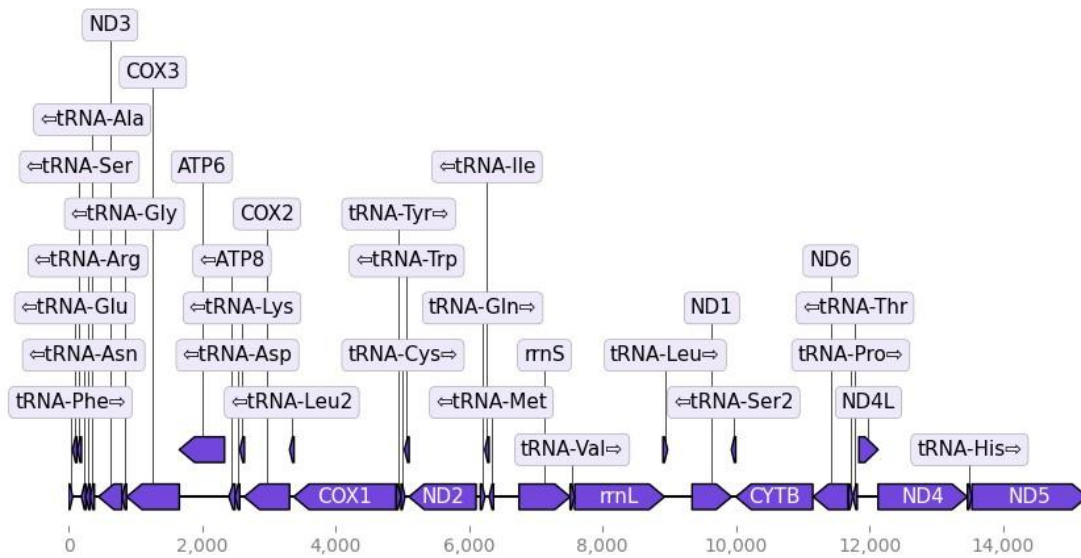 ND3
COX3
⇦tRNA-Ala
⇦tRNA-Ser ATP6 ⇦tRNA-Ile
⇦tRNA-Gly COX2 tRNA-Tyr⇨
⇦tRNA-Arg ⇦ATP8 ⇦tRNA-Trp ND6
⇦tRNA-Glu ⇦tRNA-Lys tRNA-Gln⇨ ND1 ⇦tRNA-Thr
⇦tRNA-Asn ⇦tRNA-Asp tRNA-Cys⇨ rrnS tRNA-Leu⇨ tRNA-Pro⇨
tRNA-Phe⇨ ⇦tRNA-Leu2 ⇦tRNA-Met ⇦tRNA-Ser2 ND4L
tRNA-Val⇨ tRNA-His⇨
COX1 ND2 rrnL CYTB ND4 ND5
0 2,000 4,000 6,000 8,000 10,000 12,000 14,000